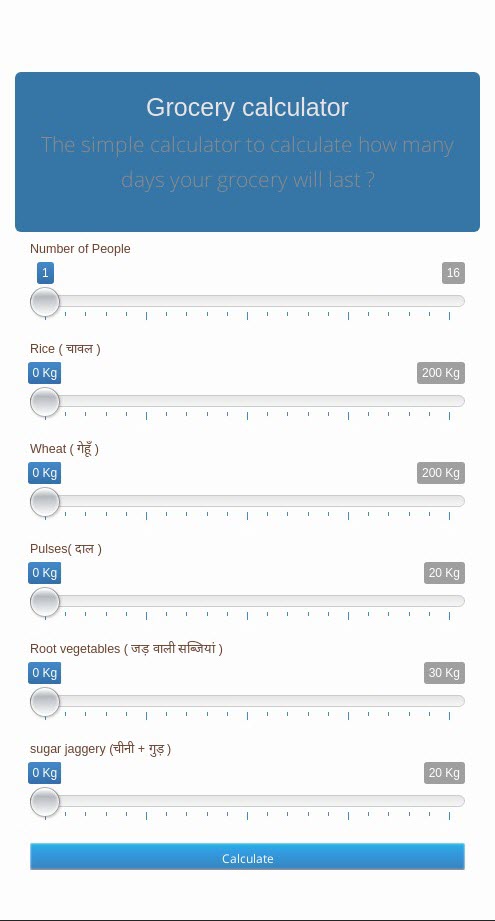 Grocery calculator
The simple calculator to calculate how many
days your grocery will last ?
Number of People
1 16
Rice ( चावल )
0 Kg 200 Kg
Wheat ( गेहूँ )
0 Kg 200 Kg
Pulses( दाल )
0 Kg 20 Kg
Root vegetables ( जड़ वाली सब्जियां )
0 Kg 30 Kg
sugar jaggery (चीनी + गुड़ )
0 Kg 20 Kg
Calculate